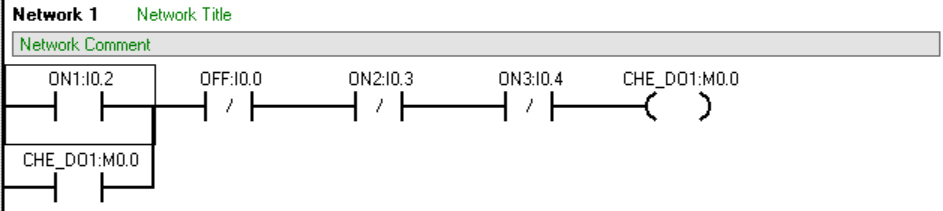 Network 1 Network Title
Network Comment
ON1:I0.2 OFF:I0.0 ON2:I0.3 ON3:I0.4 CHE_DO1:M0.0
CHE_DO1:M0.0